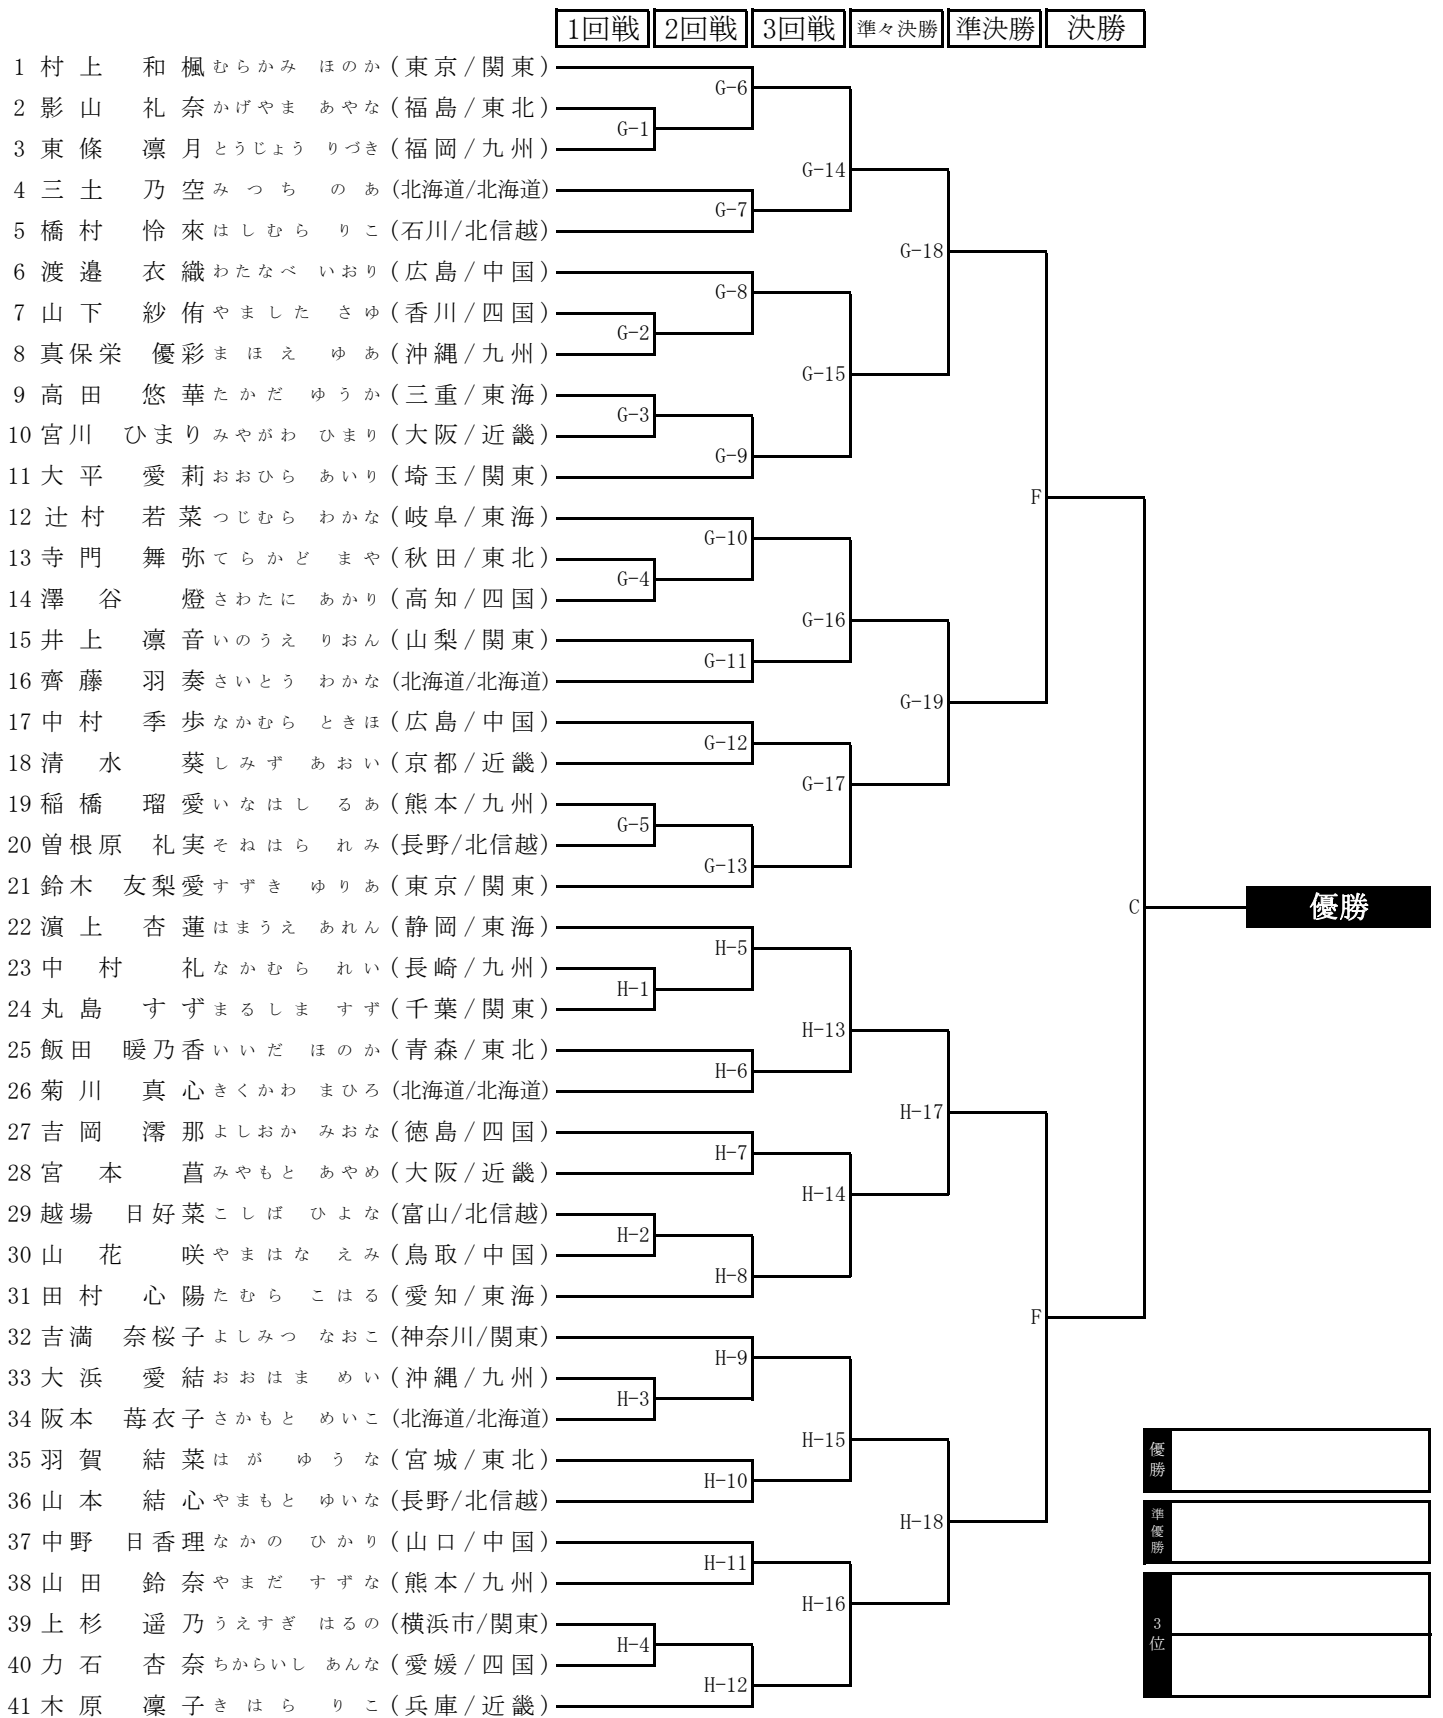 1回戦 2回戦 3回戦 準々決勝 準決勝 決勝
1 村上 和楓 むらかみ ほのか (東京/関東)
G-6
2 影山 礼奈 かげやま あやな (福島/東北)
G-1
3 東條 凛月 とうじょう りづき (福岡/九州)
G-14
4 三土 乃空 みつち のあ (北海道/北海道)
G-7
5 橋村 怜來 はしむら りこ (石川/北信越)
G-18
6 渡邉 衣織 わたなべ いおり (広島/中国)
G-8
7 山下 紗侑 やました さゆ (香川/四国)
G-2
8 真保栄 優彩 まほえ ゆあ (沖縄/九州)
G-15
9 高田 悠華 たかだ ゆうか (三重/東海)
G-3
10 宮川 ひまり みやがわ ひまり (大阪/近畿)
G-9
11 大平 愛莉 おおひら あいり (埼玉/関東)
F
12 辻村 若菜 つじむら わかな (岐阜/東海)
G-10
13 寺門 舞弥 てらかど まや (秋田/東北)
G-4
14 澤谷 燈 さわたに あかり (高知/四国)
G-16
15 井上 凛音 いのうえ りおん (山梨/関東)
G-11
16 齊藤 羽奏 さいとう わかな (北海道/北海道)
G-19
17 中村 季歩 なかむら ときほ (広島/中国)
G-12
18 清水 葵 しみず あおい (京都/近畿)
G-17
19 稲橋 瑠愛 いなはし るあ (熊本/九州)
G-5
20 曽根原 礼実 そねはら れみ (長野/北信越)
G-13
21 鈴木 友梨愛 すずき ゆりあ (東京/関東)
C 優勝
22 濵上 杏蓮 はまうえ あれん (静岡/東海)
H-5
23 中村 礼 なかむら れい (長崎/九州)
H-1
24 丸島 すず まるしま すず (千葉/関東)
H-13
25 飯田 暖乃香 いいだ ほのか (青森/東北)
H-6
26 菊川 真心 きくかわ まひろ (北海道/北海道)
H-17
27 吉岡 澪那 よしおか みおな (徳島/四国)
H-7
28 宮本 菖 みやもと あやめ (大阪/近畿)
H-14
29 越場 日好菜 こしば ひよな (富山/北信越)
H-2
30 山花 咲 やまはな えみ (鳥取/中国)
H-8
31 田村 心陽 たむら こはる (愛知/東海)
F
32 吉満 奈桜子 よしみつ なおこ (神奈川/関東)
H-9
33 大浜 愛結 おおはま めい (沖縄/九州)
H-3
34 阪本 苺衣子 さかもと めいこ (北海道/北海道)
H-15
35 羽賀 結菜 はが ゆうな (宮城/東北)
H-10
36 山本 結心 やまもと ゆいな (長野/北信越)
H-18
37 中野 日香理 なかの ひかり (山口/中国)
H-11
38 山田 鈴奈 やまだ すずな (熊本/九州)
H-16
39 上杉 遥乃 うえすぎ はるの (横浜市/関東)
H-4
40 力石 杏奈 ちからいし あんな (愛媛/四国)
H-12
41 木原 凜子 きはら りこ (兵庫/近畿)
優勝
準優勝
3位